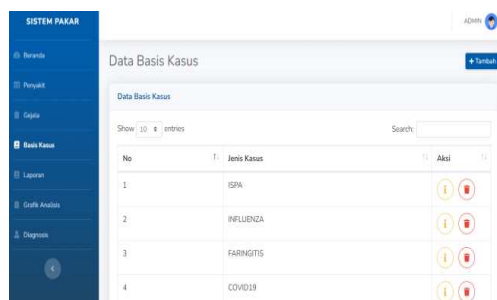 SISTEM PAKAR
ADMIN
Beranda
Penyakit
Gejala
Basis Kasus
Laporan
Grafik Analisis
Diagnosis
Data Basis Kasus
+ Tambah
Data Basis Kasus
Show 10 entries
Search:
No Jenis Kasus Aksi
1 ISPA
2 INFLUENZA
3 FARINGITIS
4 COVID19